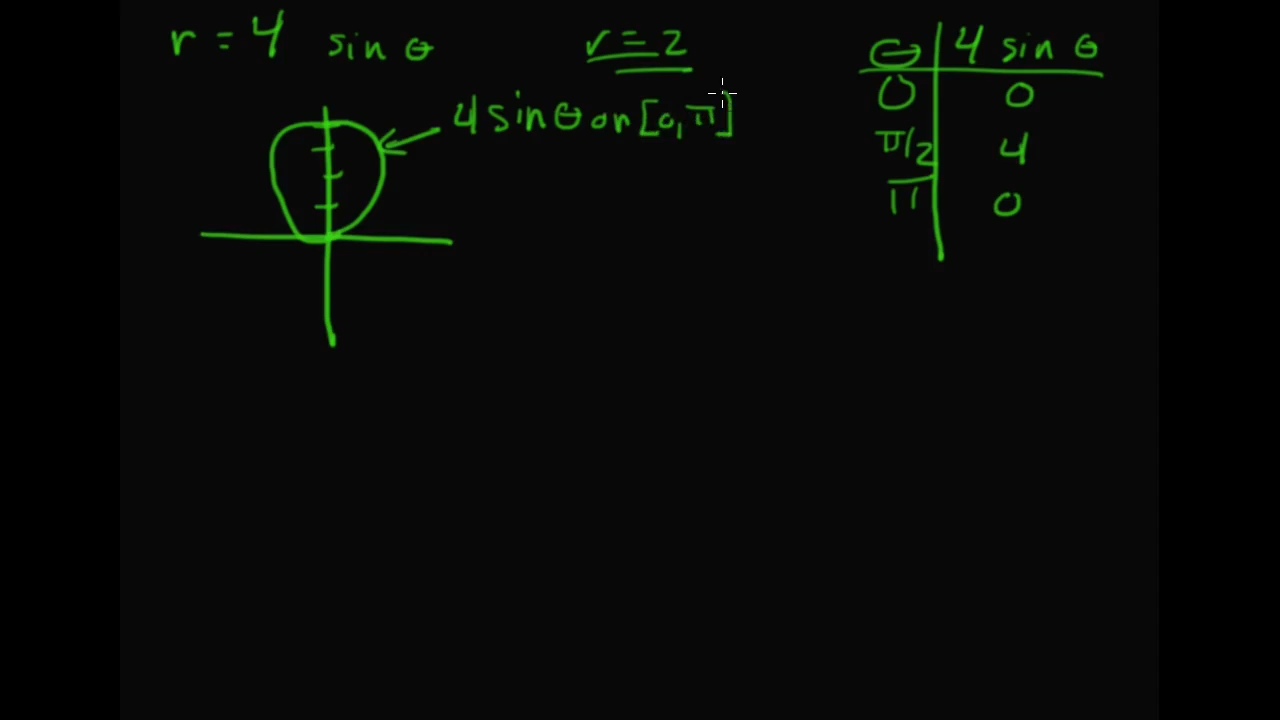 r = 4 sin θ
r = 2
4 sin θ on [0, π]
θ 4 sin θ
0 0
π/2 4
π 0